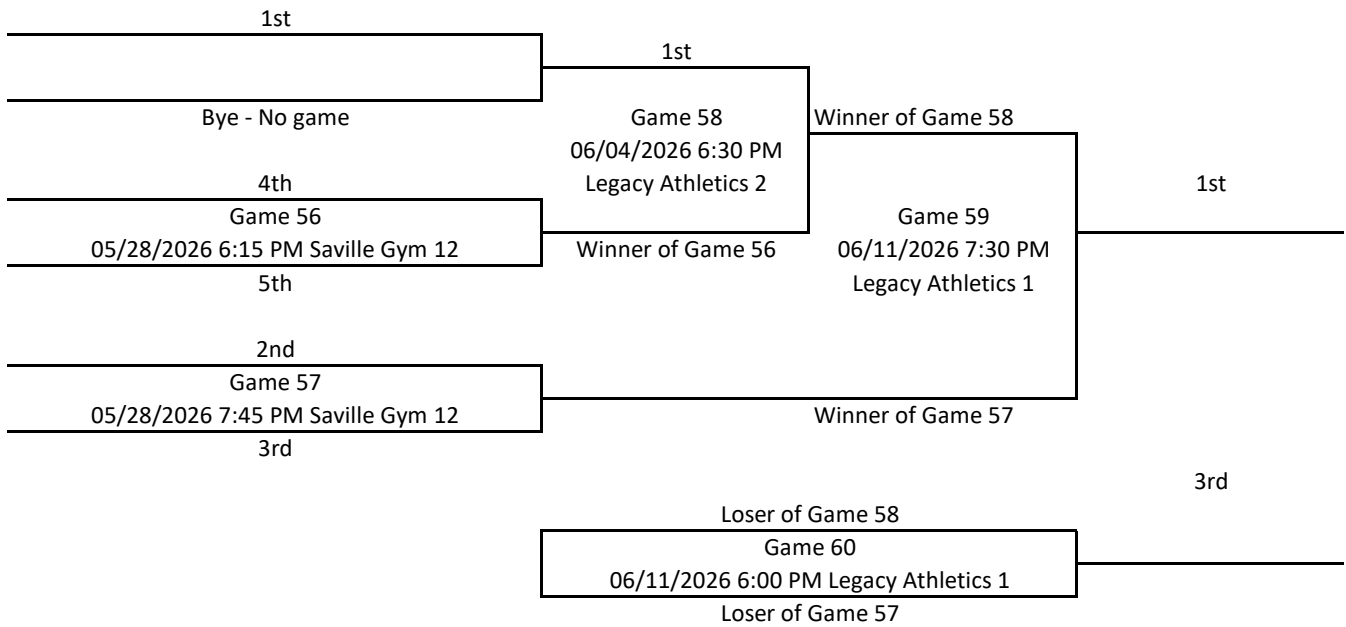 1st
1st
Bye - No game
Game 58
06/04/2026 6:30 PM
Legacy Athletics 2
Winner of Game 58
4th
Game 56
05/28/2026 6:15 PM Saville Gym 12
5th
Winner of Game 56
Game 59
06/11/2026 7:30 PM
Legacy Athletics 1
1st
2nd
Game 57
05/28/2026 7:45 PM Saville Gym 12
3rd
Winner of Game 57
3rd
Loser of Game 58
Game 60
06/11/2026 6:00 PM Legacy Athletics 1
Loser of Game 57